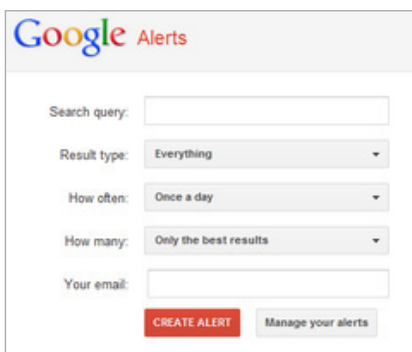 Google Alerts
Search query:
Result type: Everything
How often: Once a day
How many: Only the best results
Your email:
CREATE ALERT Manage your alerts